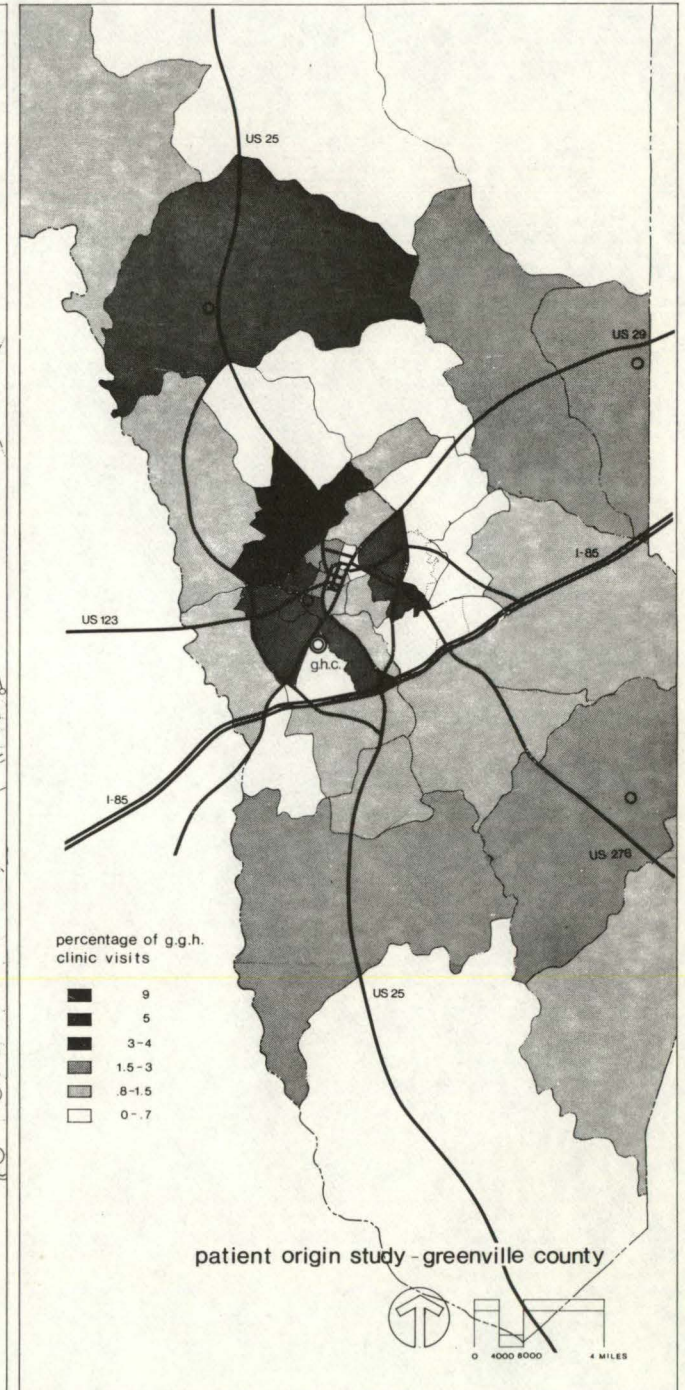 US 25
US 29
I-85
US 123
g.h.c.
I-85
US 276
percentage of g.g.h.
clinic visits
9
5
3-4
1.5-3
.8-1.5
0-.7
US 25
patient origin study - greenville county
0 4000 8000 4 MILES